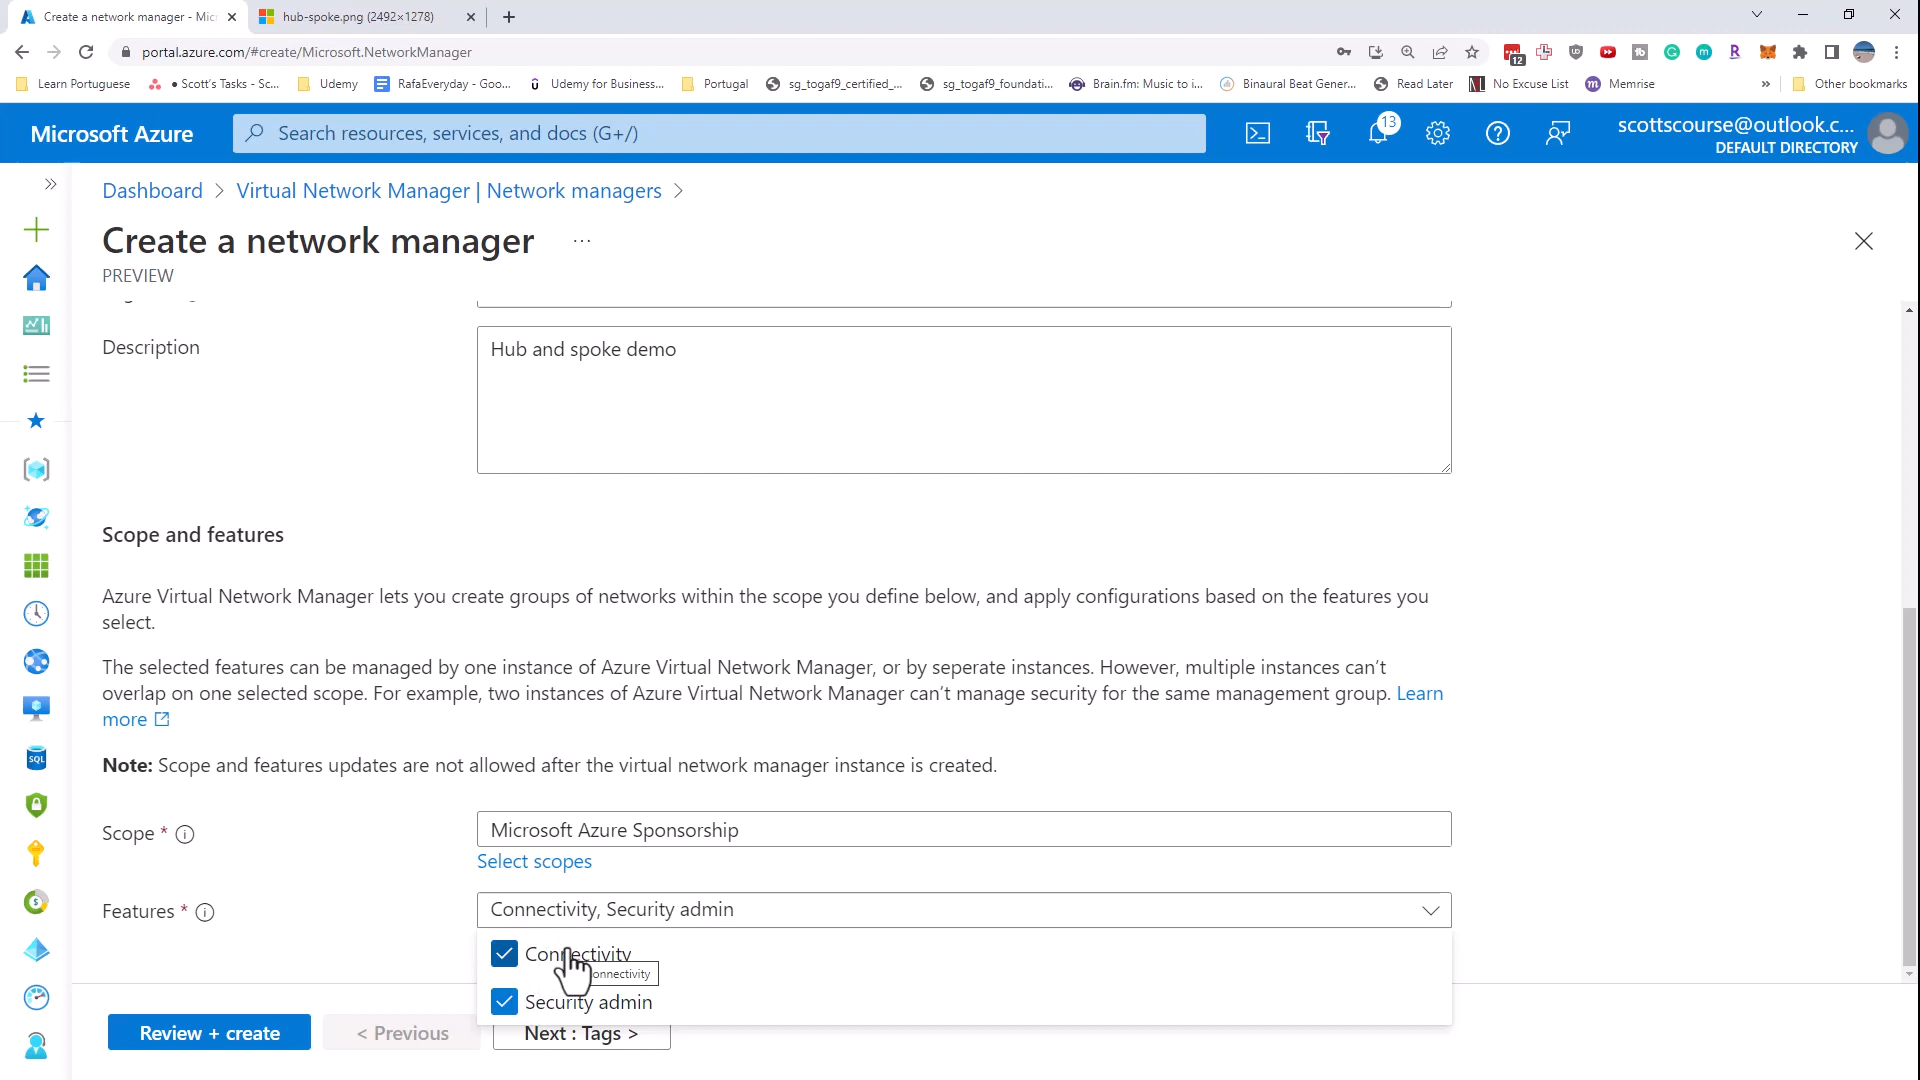 Create a network manager - Mic
hub-spoke.png (2492×1278)
portal.azure.com/#create/Microsoft.NetworkManager
12
Learn Portuguese
• Scott's Tasks - Sc...
Udemy
RafaEveryday - Goo...
Udemy for Business...
Portugal
sg_togaf9_certified_...
sg_togaf9_foundati...
Brain.fm: Music to i...
Binaural Beat Gener...
Read Later
No Excuse List
Memrise
»
Other bookmarks
Microsoft Azure
Search resources, services, and docs (G+/)
13
scottscourse@outlook.c...
DEFAULT DIRECTORY
Dashboard > Virtual Network Manager | Network managers >
Create a network manager ...
PREVIEW
Description
Hub and spoke demo
Scope and features
Azure Virtual Network Manager lets you create groups of networks within the scope you define below, and apply configurations based on the features you
select.
The selected features can be managed by one instance of Azure Virtual Network Manager, or by seperate instances. However, multiple instances can't
overlap on one selected scope. For example, two instances of Azure Virtual Network Manager can't manage security for the same management group. Learn
more
Note: Scope and features updates are not allowed after the virtual network manager instance is created.
Scope *
Microsoft Azure Sponsorship
Select scopes
Features *
Connectivity, Security admin
Connectivity
onnectivity
Security admin
SQL
Review + create
< Previous
Next : Tags >